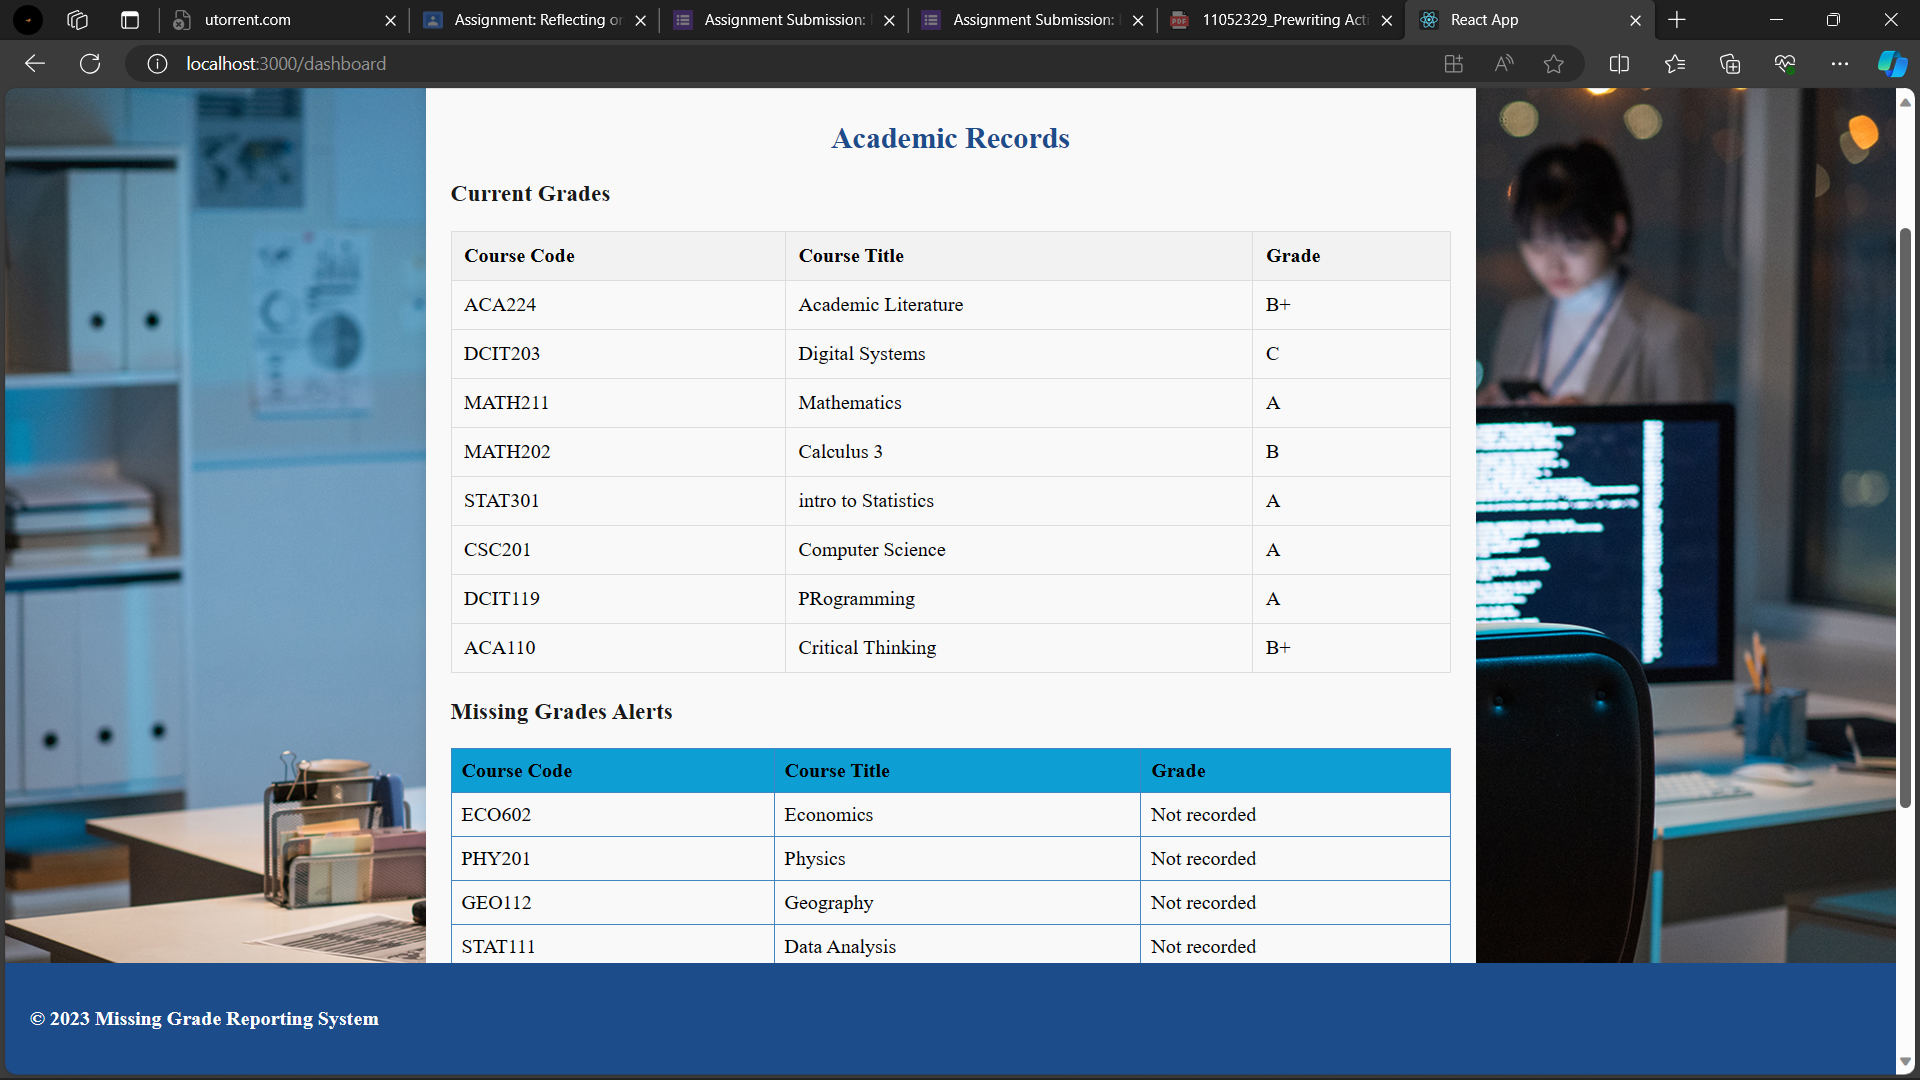 utorrent.com
Assignment: Reflecting or
Assignment Submission:
Assignment Submission:
11052329_Prewriting Acti
React App
localhost:3000/dashboard
Academic Records
Current Grades
Course Code Course Title Grade
ACA224 Academic Literature B+
DCIT203 Digital Systems C
MATH211 Mathematics A
MATH202 Calculus 3 B
STAT301 intro to Statistics A
CSC201 Computer Science A
DCIT119 PRogramming A
ACA110 Critical Thinking B+
Missing Grades Alerts
Course Code Course Title Grade
ECO602 Economics Not recorded
PHY201 Physics Not recorded
GEO112 Geography Not recorded
STAT111 Data Analysis Not recorded
© 2023 Missing Grade Reporting System